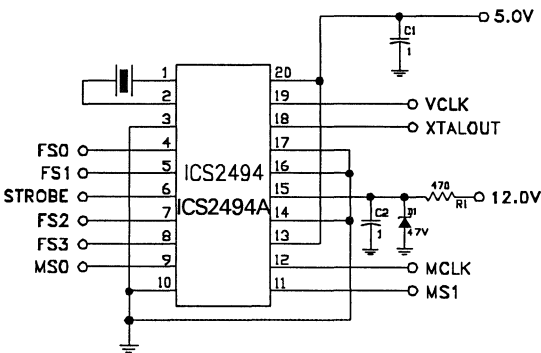 5.0V
C1
1
1 20
2 19 VCLK
3 18 XTALOUT
FS0 4 17
FS1 5 16
ICS2494
STROBE 6 15 470 R1 12.0V
ICS2494A
FS2 7 14 C2 1 D1 47V
FS3 8 13
MS0 9 12 MCLK
10 11 MS1